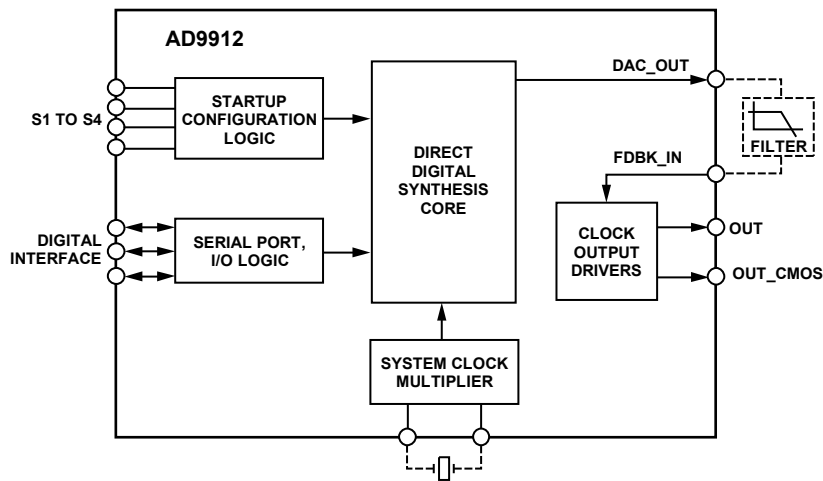 AD9912
S1 TO S4
STARTUP
CONFIGURATION
LOGIC
DIRECT
DIGITAL
SYNTHESIS
CORE
DAC_OUT
FILTER
FDBK_IN
DIGITAL
INTERFACE
SERIAL PORT,
I/O LOGIC
CLOCK
OUTPUT
DRIVERS
OUT
OUT_CMOS
SYSTEM CLOCK
MULTIPLIER